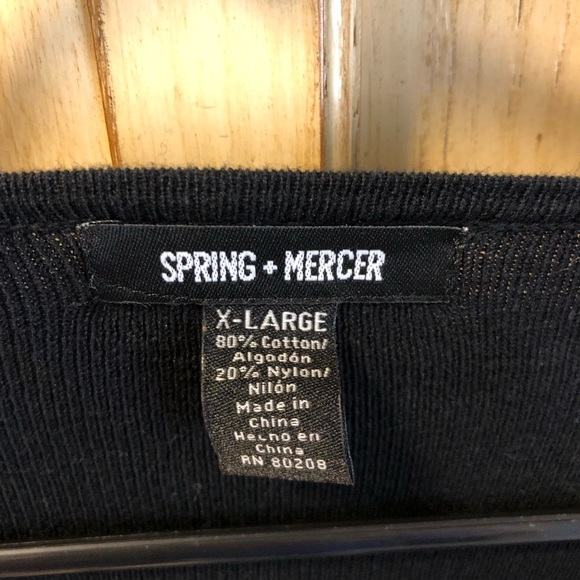 SPRING + MERCER
X-LARGE
80% Cotton/
Algodón
20% Nylon/
Nilón
Made in
China
Hecho en
China
RN 80208